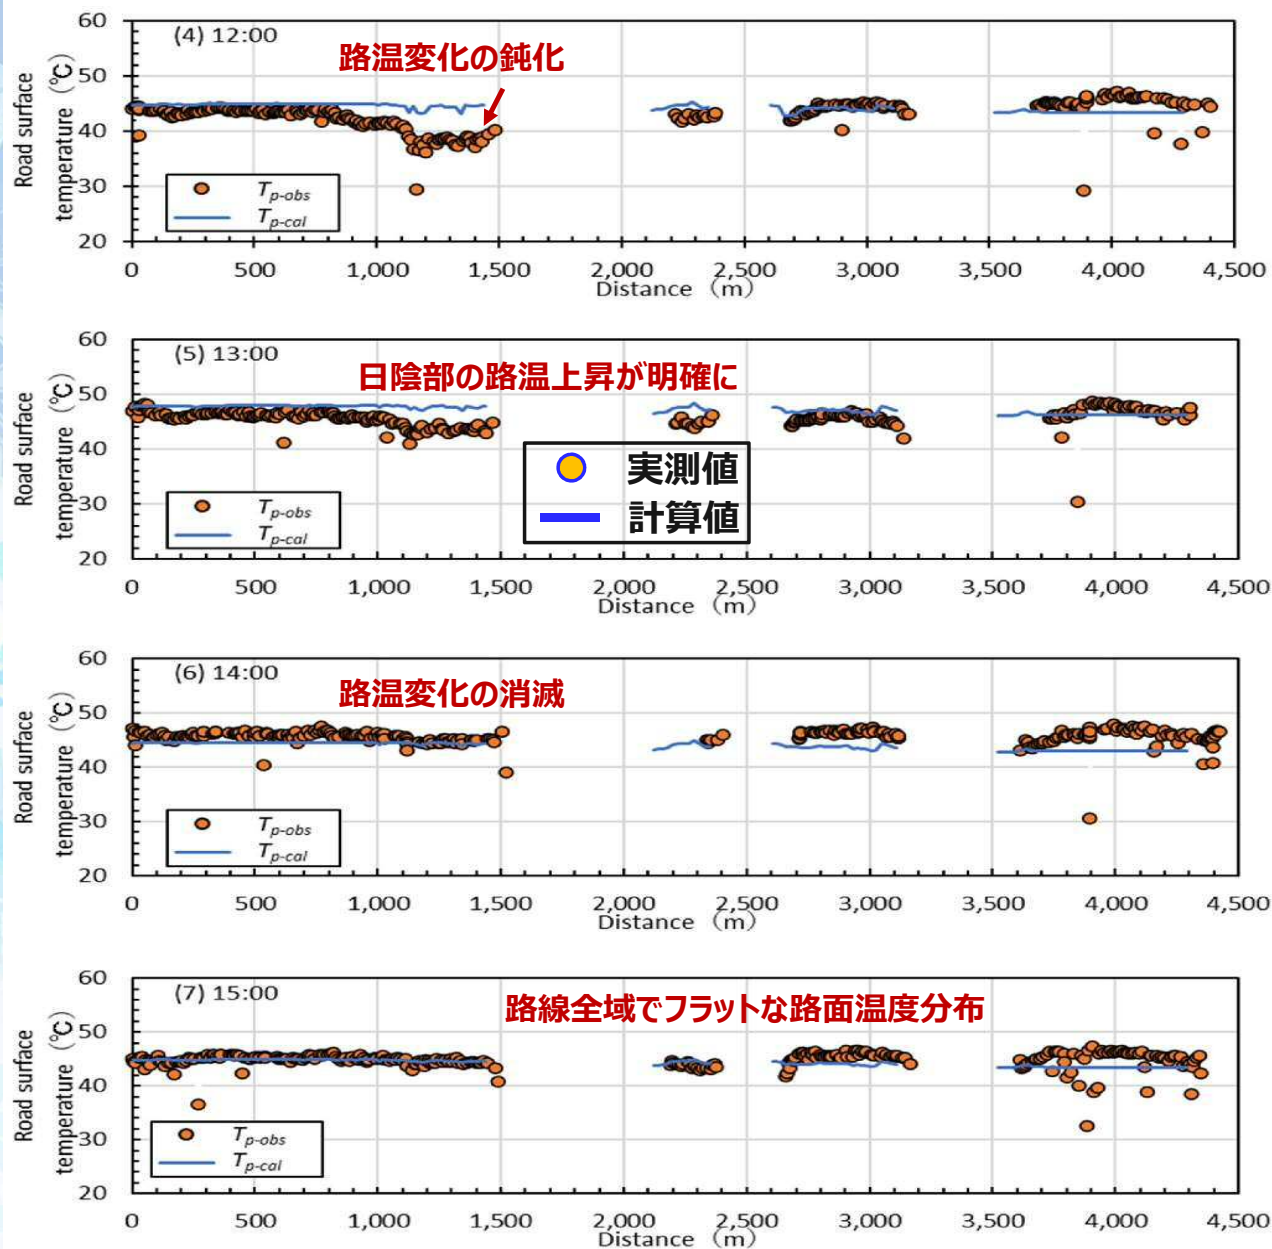 60
(4) 12:00
路温変化の鈍化
50
40
30
20
Road surface
temperature (℃)
Tp-obs
Tp-cal
0 500 1,000 1,500 2,000 2,500 3,000 3,500 4,000 4,500
Distance (m)
60
(5) 13:00
日陰部の路温上昇が明確に
50
40
30
20
Road surface
temperature (℃)
実測値
計算値
Tp-obs
Tp-cal
0 500 1,000 1,500 2,000 2,500 3,000 3,500 4,000 4,500
Distance (m)
60
(6) 14:00
路温変化の消滅
50
40
30
20
Road surface
temperature (℃)
Tp-obs
Tp-cal
0 500 1,000 1,500 2,000 2,500 3,000 3,500 4,000 4,500
Distance (m)
60
(7) 15:00
路線全域でフラットな路面温度分布
50
40
30
20
Road surface
temperature (℃)
Tp-obs
Tp-cal
0 500 1,000 1,500 2,000 2,500 3,000 3,500 4,000 4,500
Distance (m)